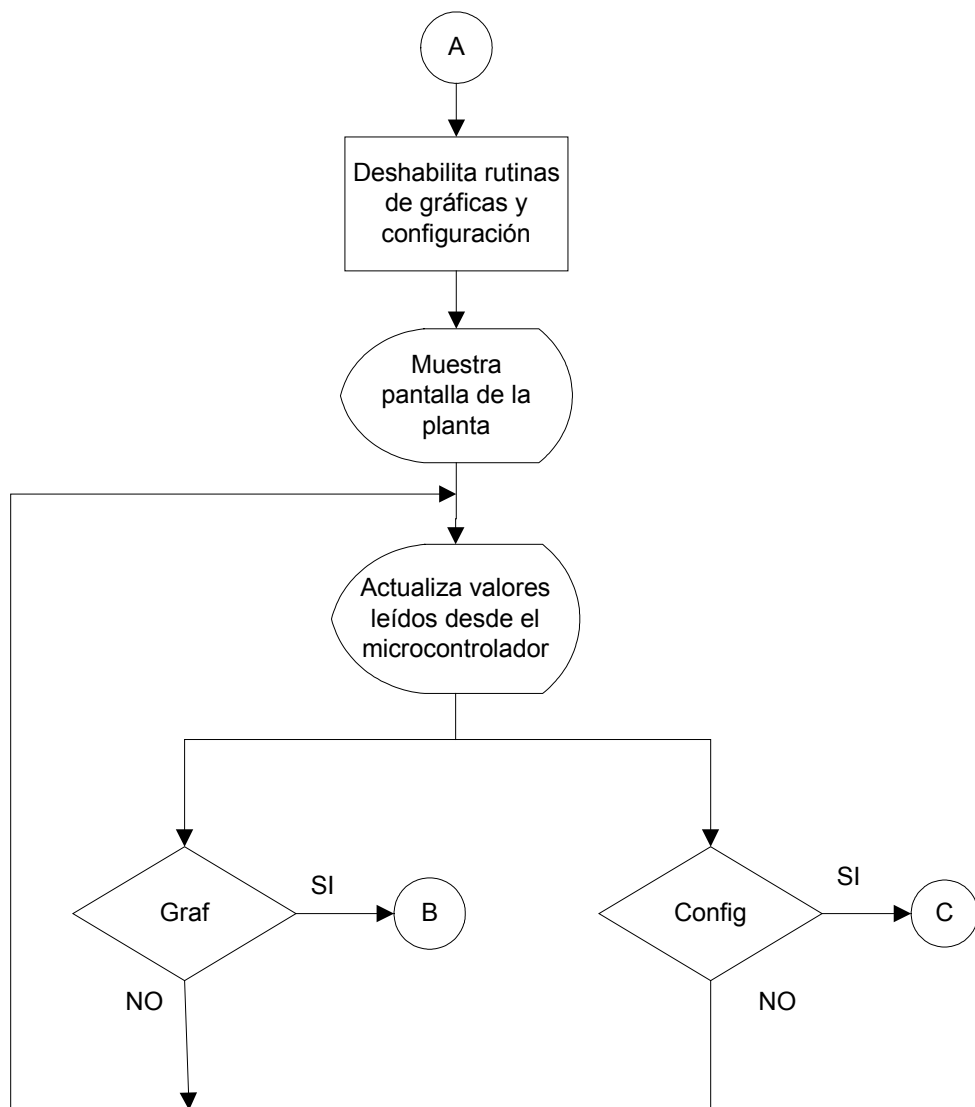 A
Deshabilita rutinas
de gráficas y
configuración
Muestra
pantalla de la
planta
Actualiza valores
leídos desde el
microcontrolador
Graf
SI
B
NO
Config
SI
C
NO